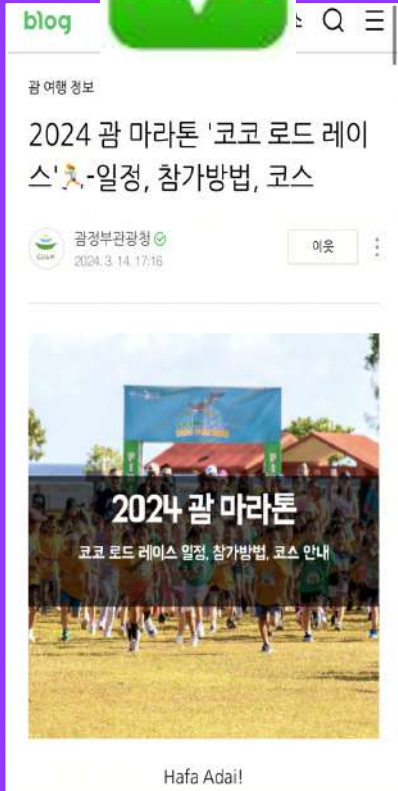 blog
괌 여행 정보
2024 괌 마라톤 '코코 로드 레이
스'🏃-일정, 참가방법, 코스
괌정부관광청
이웃
2024. 3. 14. 17:16
2024 괌 마라톤
코코 로드 레이스 일정, 참가방법, 코스 안내
Hafa Adai!